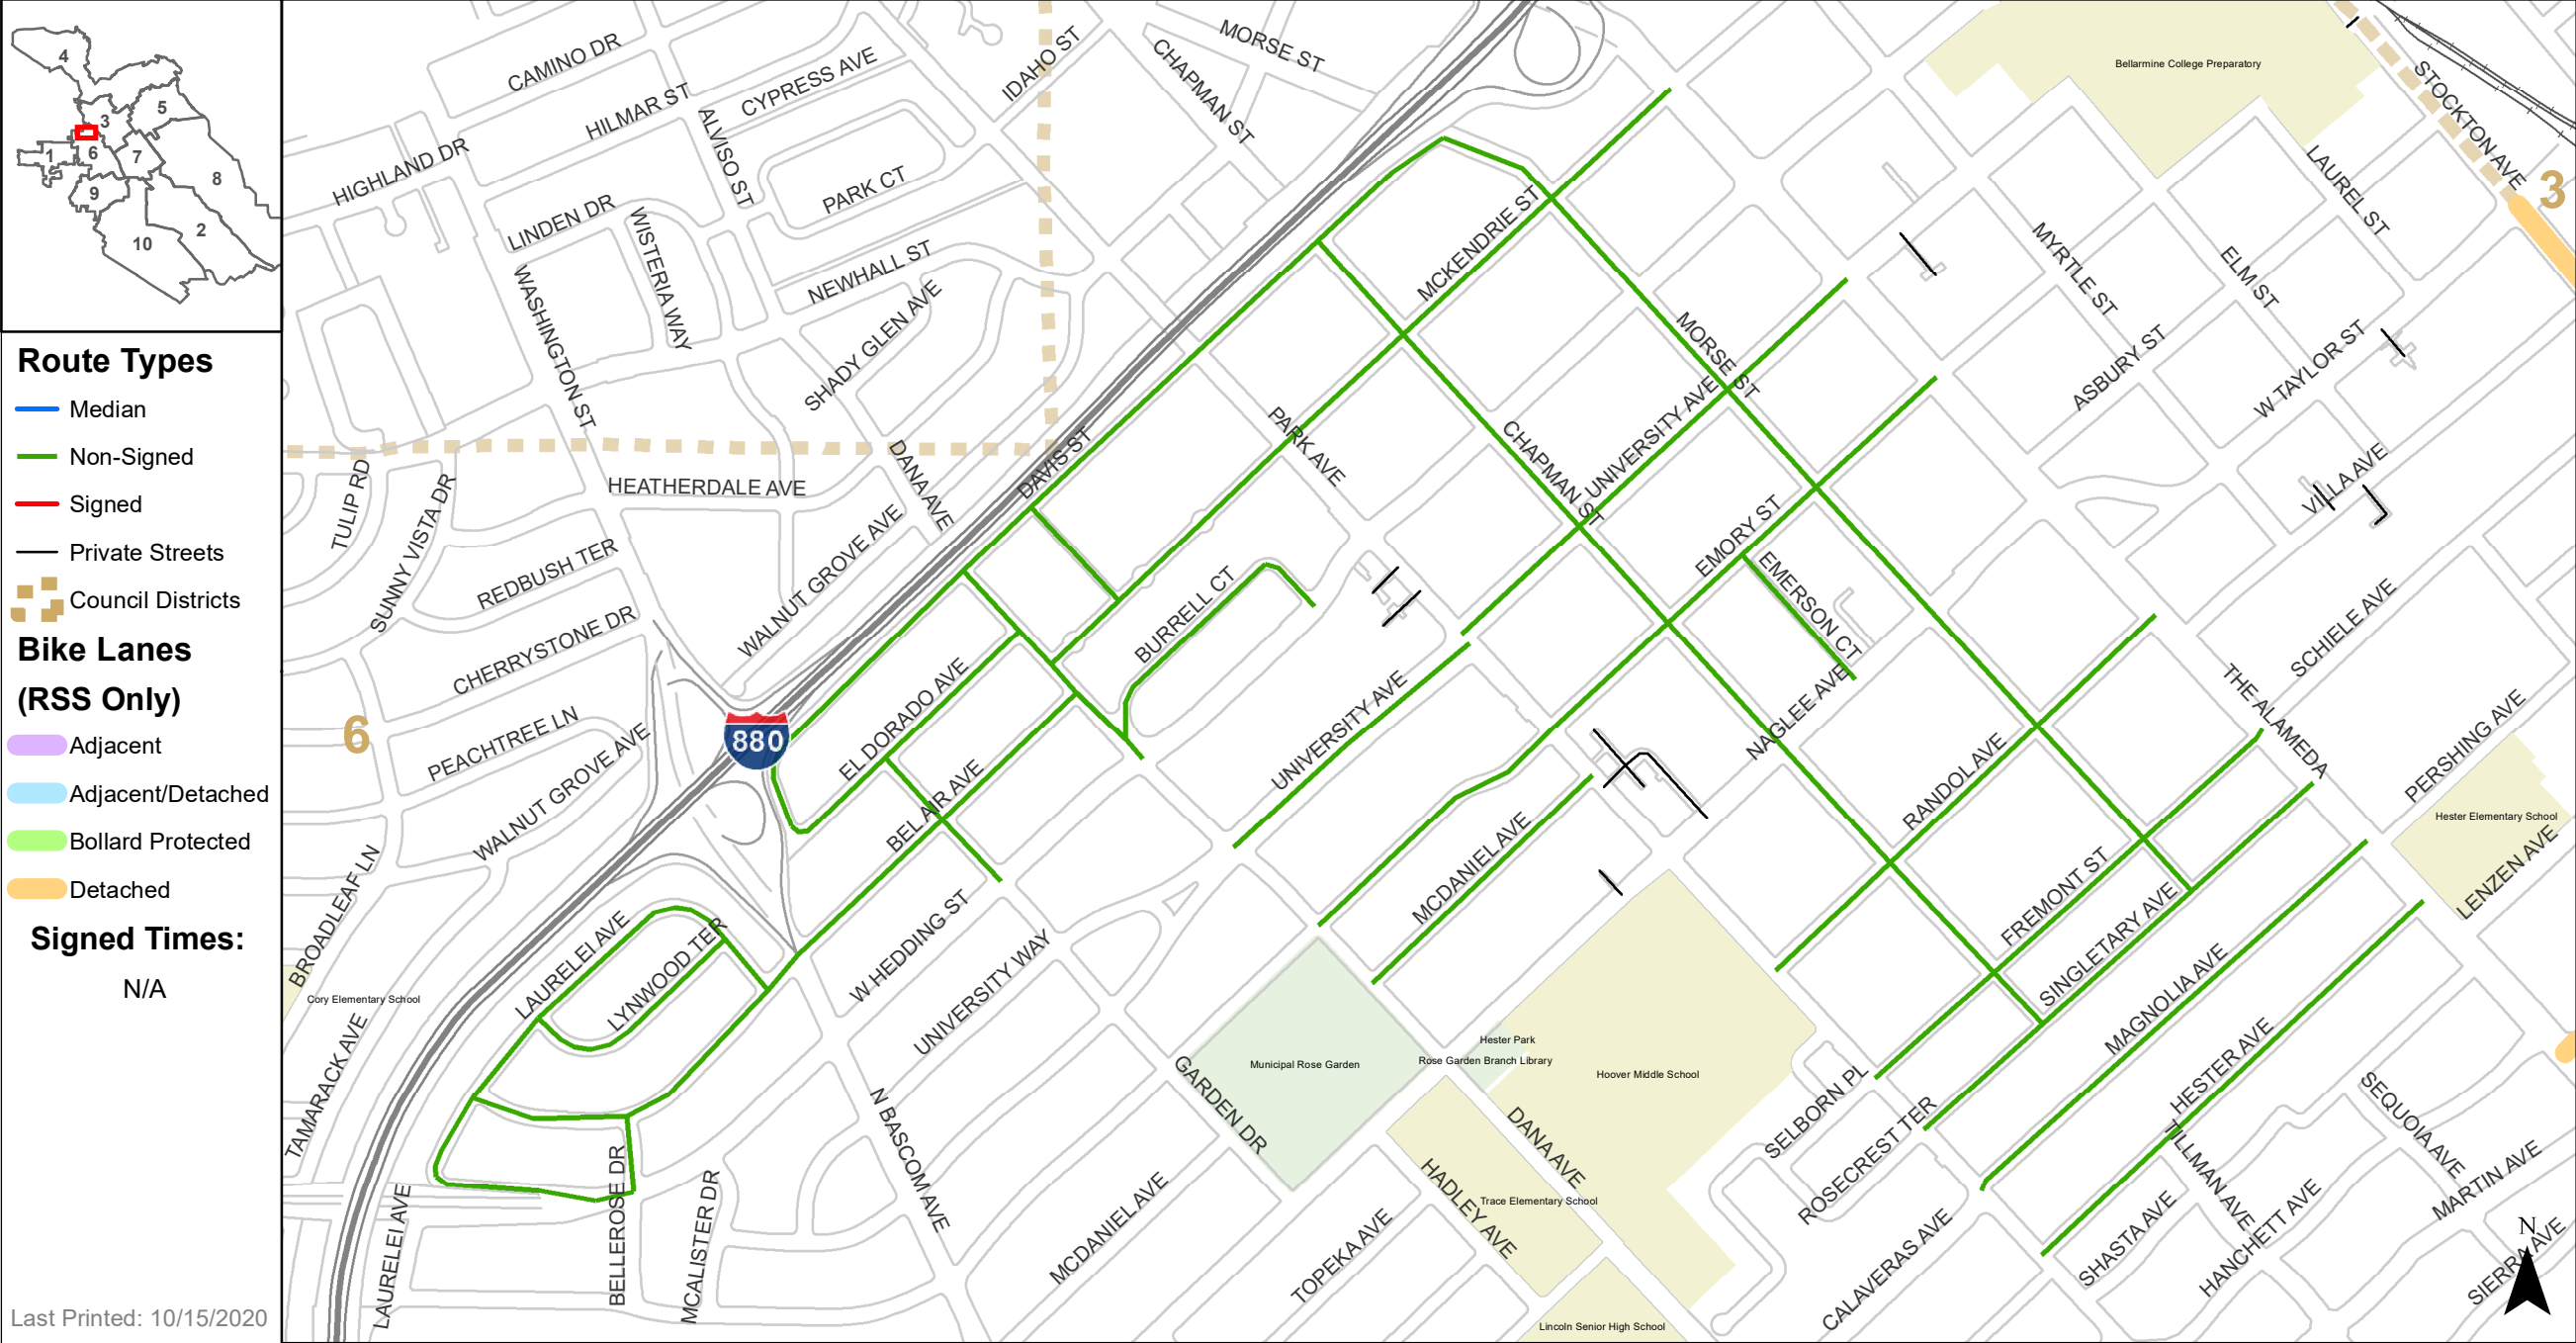 4
5
3
1
6
7
8
9
2
10
Route Types
Median
Non-Signed
Signed
Private Streets
Council Districts
Bike Lanes
(RSS Only)
Adjacent
Adjacent/Detached
Bollard Protected
Detached
Signed Times:
N/A
Last Printed: 10/15/2020
CAMINO DR
HILMAR ST
CYPRESS AVE
IDAHO ST
CHAPMAN ST
MORSE ST
Bellarmine College Preparatory
STOCKTON AVE
3
HIGHLAND DR
ALVISO ST
PARK CT
LAUREL ST
LINDEN DR
WISTERIA WAY
NEWHALL ST
MCKENDRIE ST
MYRTLE ST
ELM ST
WASHINGTON ST
SHADY GLEN AVE
MORSE ST
ASBURY ST
W TAYLOR ST
PARK AVE
CHAPMAN ST
UNIVERSITY AVE
DAVIS ST
DANA AVE
VILLA AVE
TULIP RD
SUNNY VISTA DR
HEATHERDALE AVE
WALNUT GROVE AVE
REDBUSH TER
CHERRYSTONE DR
BURRELL CT
EMORY ST
EMERSON CT
SCHIELE AVE
6
PEACHTREE LN
WALNUT GROVE AVE
880
EL DORADO AVE
BEL AIR AVE
UNIVERSITY AVE
NAGLEE AVE
RANDOL AVE
THE ALAMEDA
PERSHING AVE
Hester Elementary School
LENZEN AVE
BROADLEAF LN
MCDANIEL AVE
FREMONT ST
SINGLETARY AVE
MAGNOLIA AVE
HESTER AVE
LAURELEI AVE
LYNWOOD TER
W HEDDING ST
UNIVERSITY WAY
Cory Elementary School
TAMARACK AVE
Municipal Rose Garden
Hester Park
Rose Garden Branch Library
Hoover Middle School
GARDEN DR
N BASCOM AVE
DANA AVE
SELBORN PL
ROSECREST TER
TILLMAN AVE
SEQUOIA AVE
MARTIN AVE
LAURELEI AVE
BELLEROSE DR
MCALISTER DR
MCDANIEL AVE
TOPEKA AVE
HADLEY AVE
Trace Elementary School
CALAVERAS AVE
SHASTA AVE
HANCHETT AVE
SIERRA AVE
N
Lincoln Senior High School